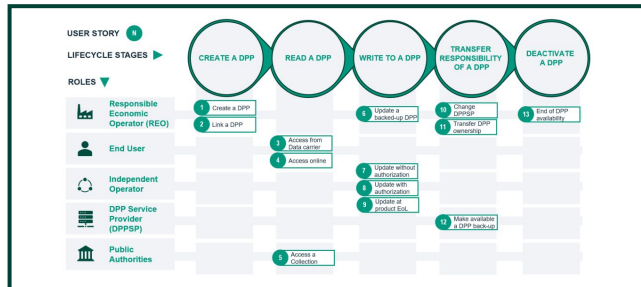 USER STORY N
LIFECYCLE STAGES
ROLES
CREATE A DPP
READ A DPP
WRITE TO A DPP
TRANSFER
RESPONSIBILITY
OF A DPP
DEACTIVATE
A DPP
Responsible
Economic
Operator (REO)
1 Create a DPP
2 Link a DPP
6 Update a
backed-up DPP
10 Change
DPPSP
11 Transfer DPP
ownership
13 End of DPP
availability
End User
3 Access from
Data carrier
4 Access online
Independent
Operator
7 Update without
authorization
8 Update with
authorization
9 Update at
product EoL
DPP Service
Provider
(DPPSP)
12 Make available
a DPP back-up
Public
Authorities
5 Access a
Collection